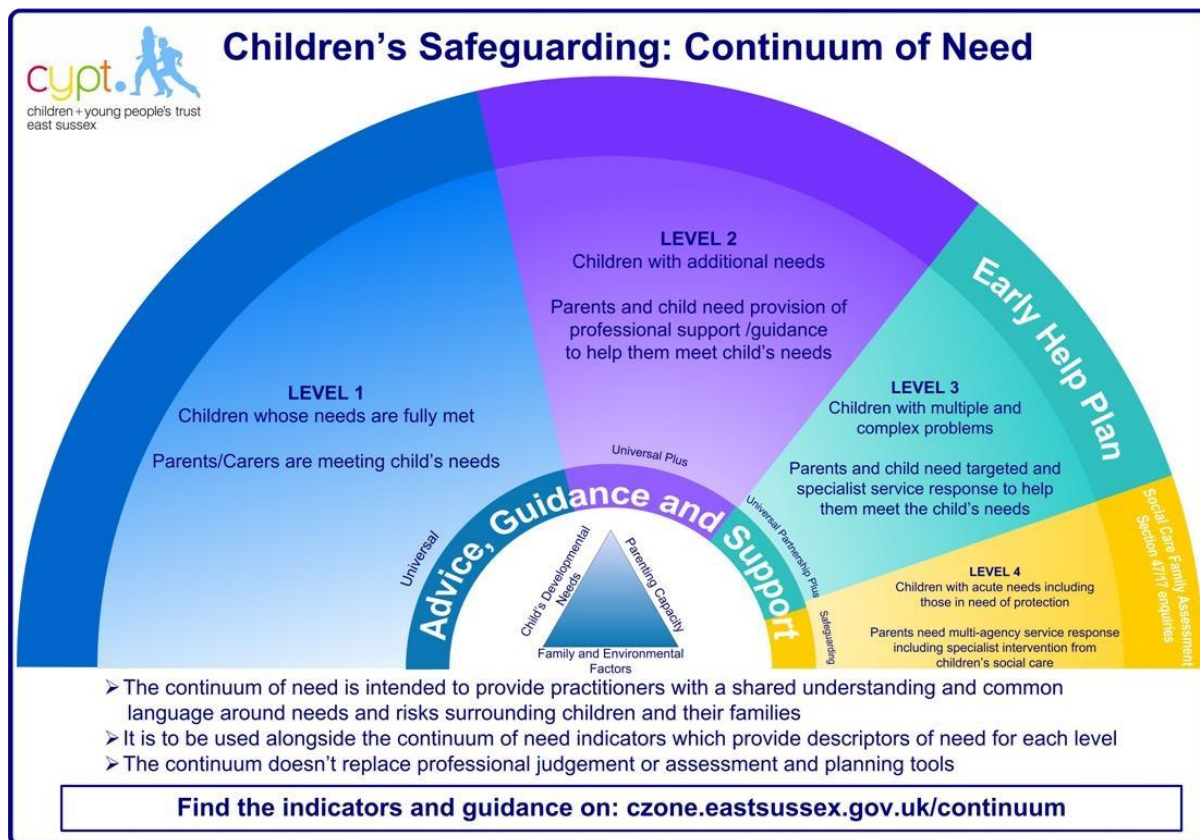 Children's Safeguarding: Continuum of Need
cypt.
children+young people's trust
east sussex
LEVEL 1
Children whose needs are fully met
Parents/Carers are meeting child's needs
LEVEL 2
Children with additional needs
Parents and child need provision of
professional support /guidance
to help them meet child's needs
LEVEL 3
Children with multiple and
complex problems
Parents and child need targeted and
specialist service response to help
them meet the child's needs
Early Help Plan
LEVEL 4
Children with acute needs including
those in need of protection
Parents need multi-agency service response
including specialist intervention from
children's social care
Social Care Family Assessment
Section 47/17 enquiries
Universal
Universal Plus
Universal Partnership Plus
Safeguarding
Advice, Guidance and Support
Child's Developmental
Needs
Parenting Capacity
Family and Environmental
Factors
➢ The continuum of need is intended to provide practitioners with a shared understanding and common
language around needs and risks surrounding children and their families
➢ It is to be used alongside the continuum of need indicators which provide descriptors of need for each level
➢ The continuum doesn't replace professional judgement or assessment and planning tools
Find the indicators and guidance on: czone.eastsussex.gov.uk/continuum